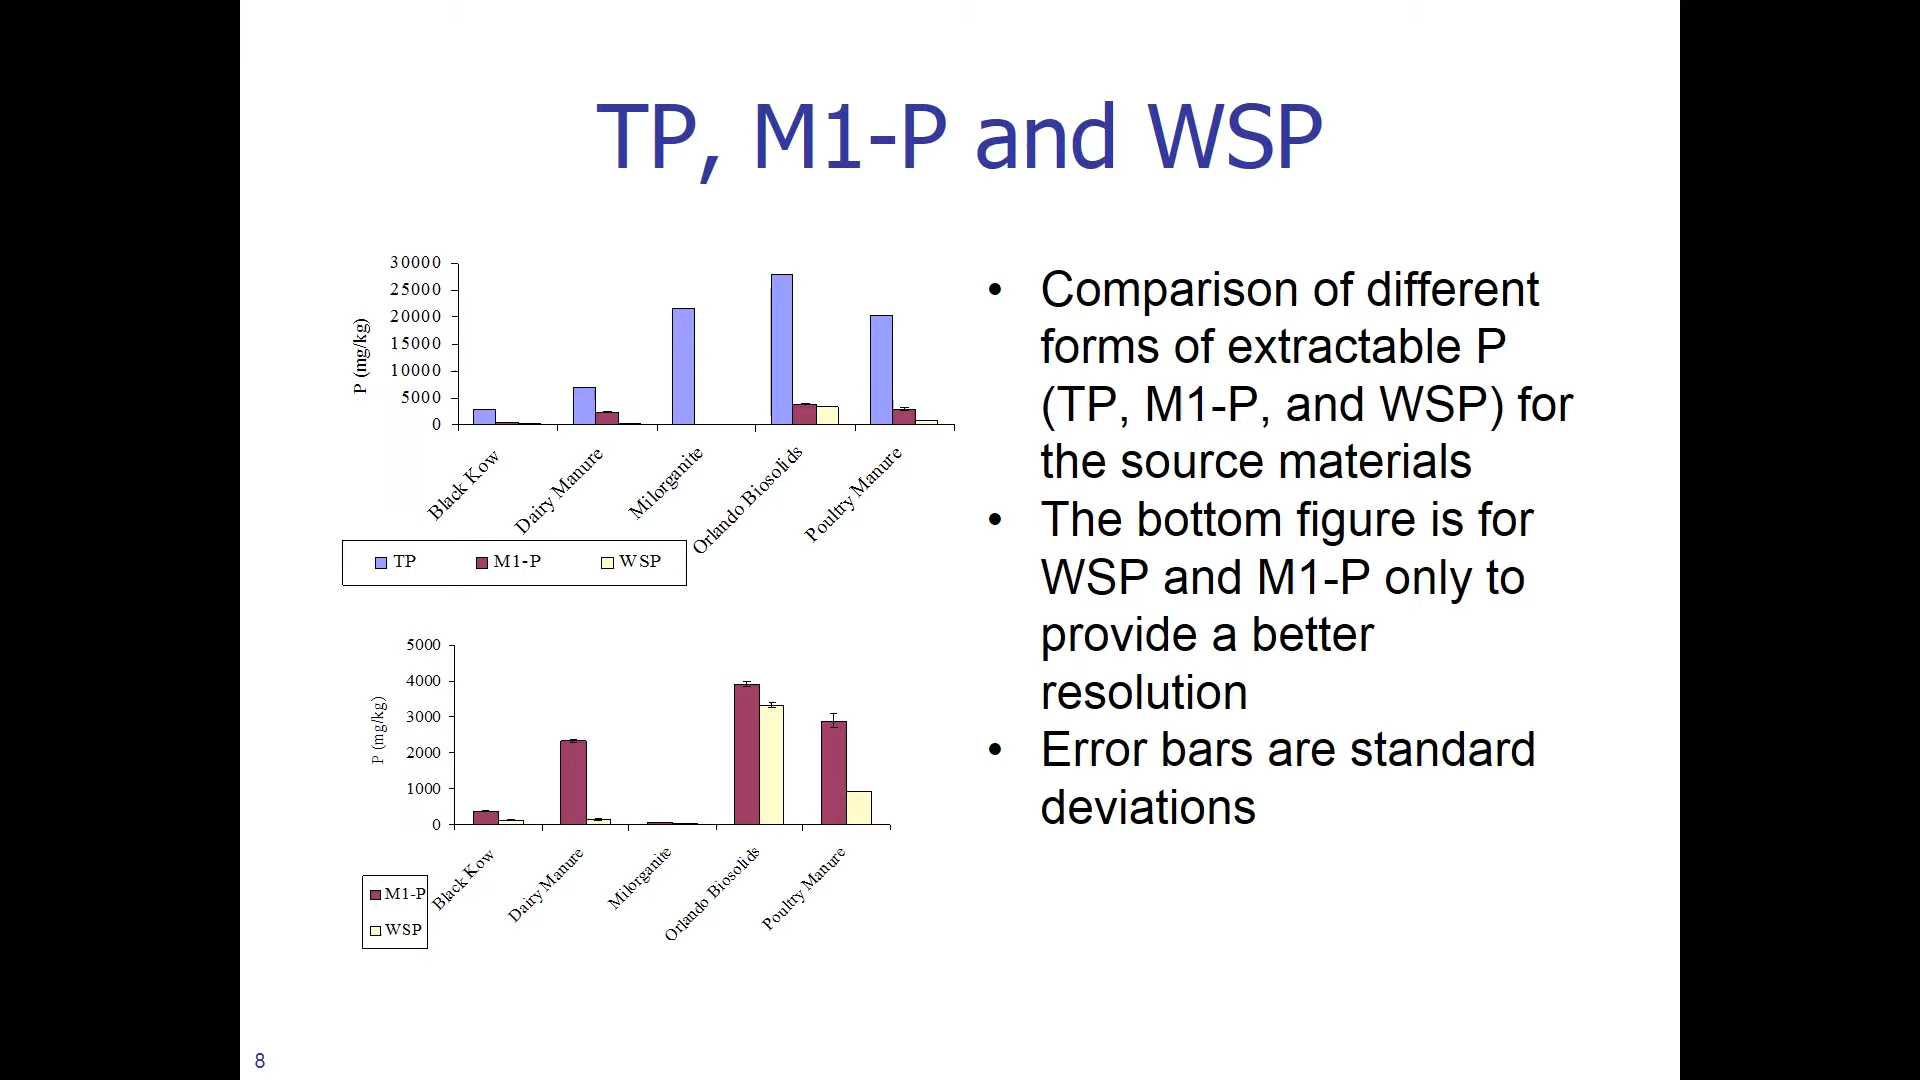 TP, M1-P and WSP
30000
25000
20000
15000
10000
5000
0
P (mg/kg)
Black Kow
Dairy Manure
Milorganite
Orlando Biosolids
Poultry Manure
TP M1-P WSP
5000
4000
3000
2000
1000
0
P (mg/kg)
Black Kow
Dairy Manure
Milorganite
Orlando Biosolids
Poultry Manure
M1-P
WSP
• Comparison of different
forms of extractable P
(TP, M1-P, and WSP) for
the source materials
• The bottom figure is for
WSP and M1-P only to
provide a better
resolution
• Error bars are standard
deviations
8